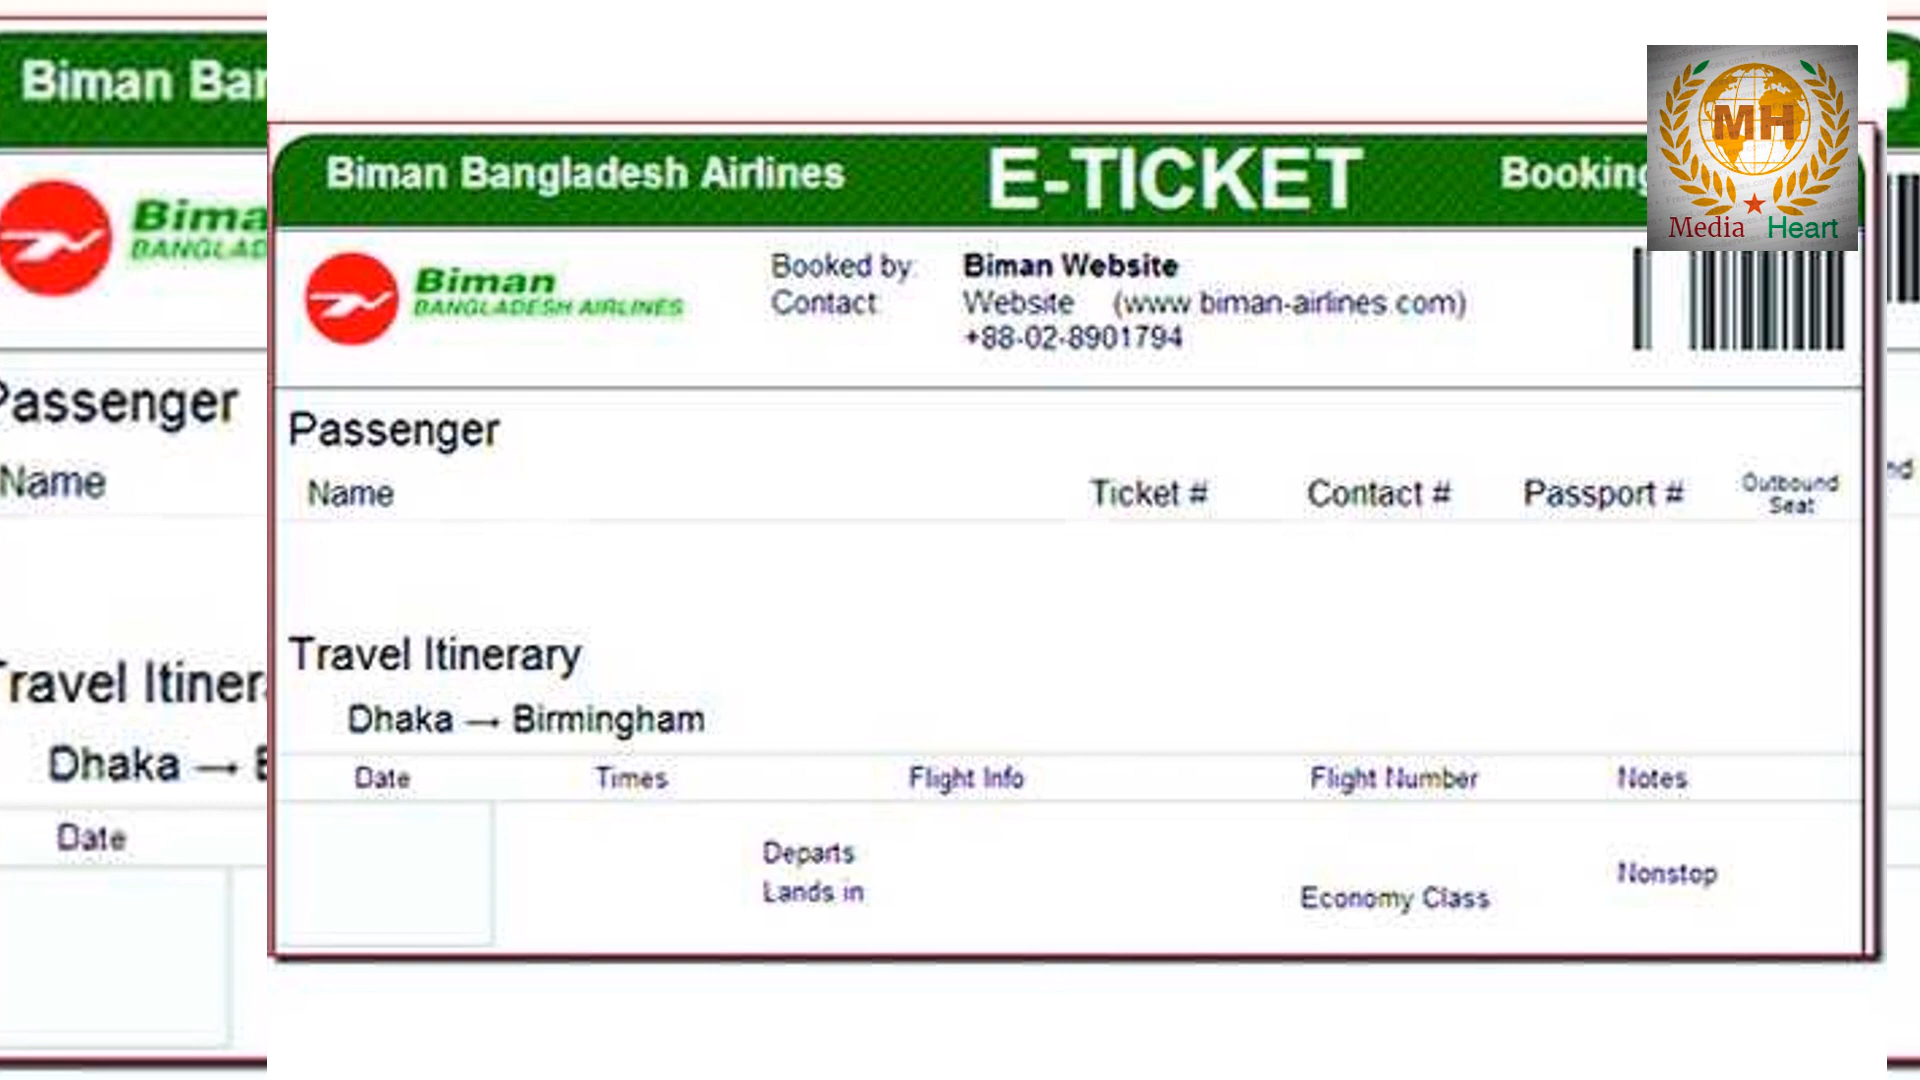 Biman Bangladesh Airlines E-TICKET Booking
MH
Media Heart
Biman
BANGLADESH AIRLINES
Booked by: Biman Website
Contact Website (www.biman-airlines.com)
+88-02-8901794
Passenger
Name Ticket # Contact # Passport # Outbound Seat
Travel Itinerary
Dhaka → Birmingham
Date Times Flight Info Flight Number Notes
Departs
Lands in
Economy Class
Nonstop
Biman Ban
Bima
BANGLAD
Passenger
Name
Travel Itiner
Dhaka →
Date